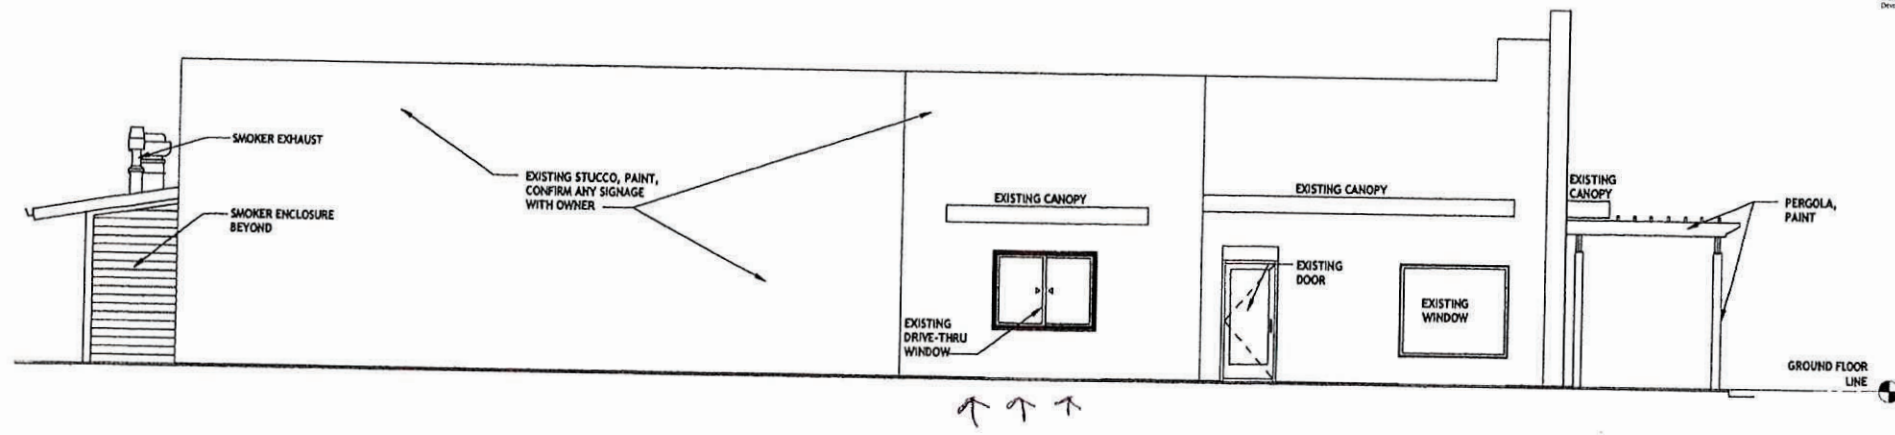 SMOKER EXHAUST
SMOKER ENCLOSURE
BEYOND
EXISTING STUCCO, PAINT,
CONFIRM ANY SIGNAGE
WITH OWNER
EXISTING CANOPY
EXISTING
DRIVE-THRU
WINDOW
EXISTING CANOPY
EXISTING
DOOR
EXISTING
WINDOW
EXISTING
CANOPY
PERGOLA,
PAINT
GROUND FLOOR
LINE